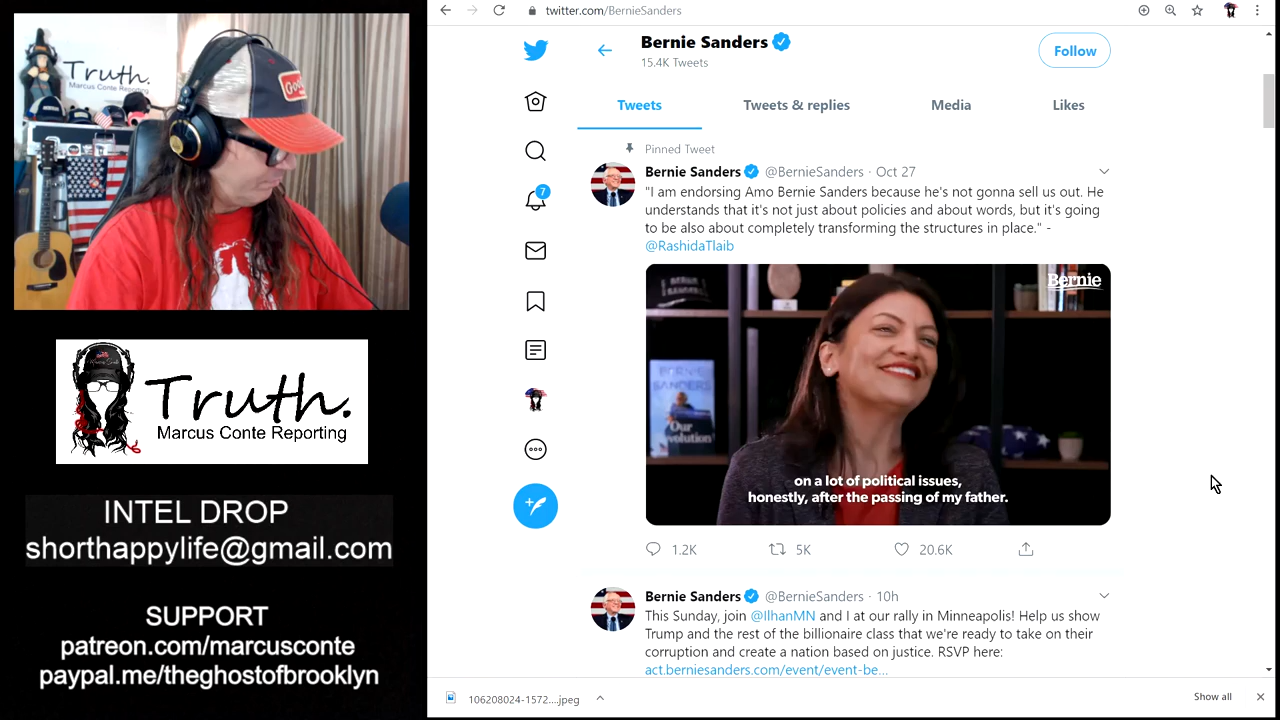 Truth.
Marcus Conte Reporting
Truth.
Marcus Conte Reporting
INTEL DROP
shorthappylife@gmail.com
SUPPORT
patreon.com/marcusconte
paypal.me/theghostofbrooklyn
twitter.com/BernieSanders
Bernie Sanders
15.4K Tweets
Follow
Tweets
Tweets & replies
Media
Likes
Pinned Tweet
7
Bernie Sanders @BernieSanders · Oct 27
"I am endorsing Amo Bernie Sanders because he's not gonna sell us out. He
understands that it's not just about policies and about words, but it's going
to be also about completely transforming the structures in place." -
@RashidaTlaib
Bernie
BERNIE
SANDERS
Our
Revolution
on a lot of political issues,
honestly, after the passing of my father.
1.2K
5K
20.6K
Bernie Sanders @BernieSanders · 10h
This Sunday, join @IlhanMN and I at our rally in Minneapolis! Help us show
Trump and the rest of the billionaire class that we're ready to take on their
corruption and create a nation based on justice. RSVP here:
act.berniesanders.com/event/event-be...
106208024-1572....jpeg
Show all